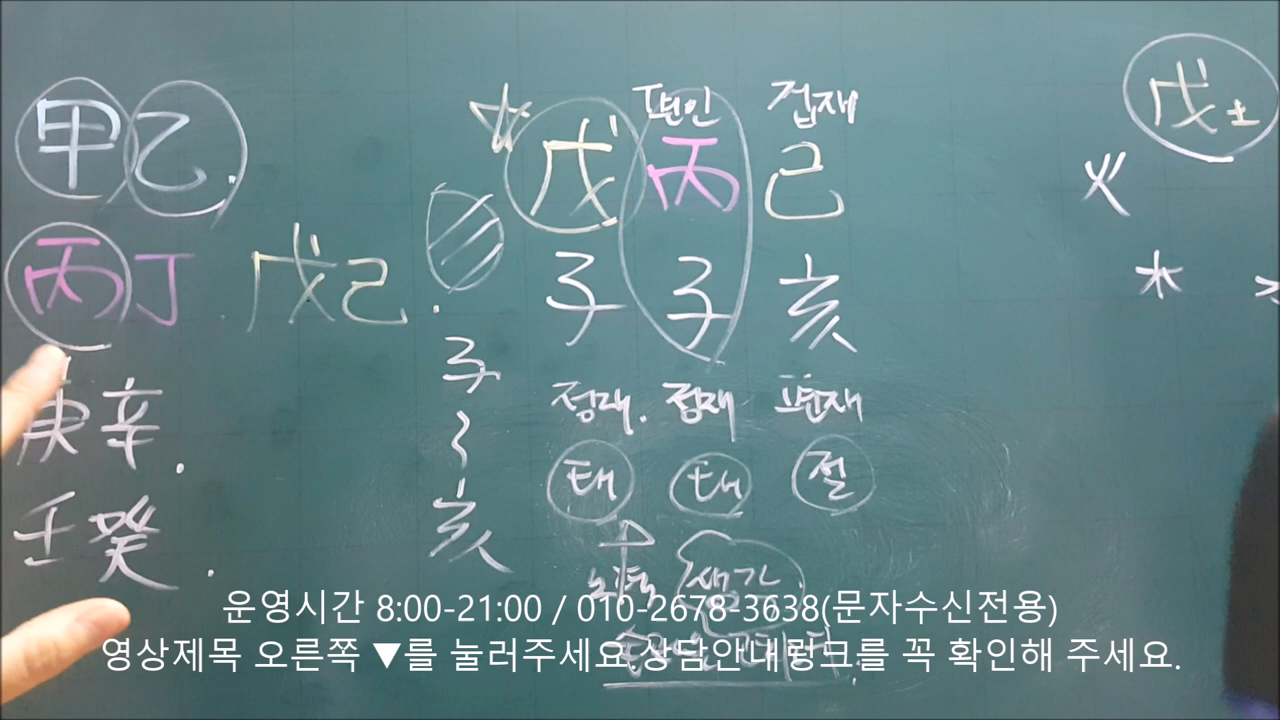 甲乙.
丙丁.
戊己.
庚辛.
壬癸.
子
~
亥
편인 겁재
戊 丙 己
子 子 亥
정재. 정재 편재
태 태 절
생각
戊土
火
木
운영시간 8:00-21:00 / 010-2678-3638(문자수신전용)
영상제목 오른쪽 ▼를 눌러주세요.상담안내링크를 꼭 확인해 주세요.